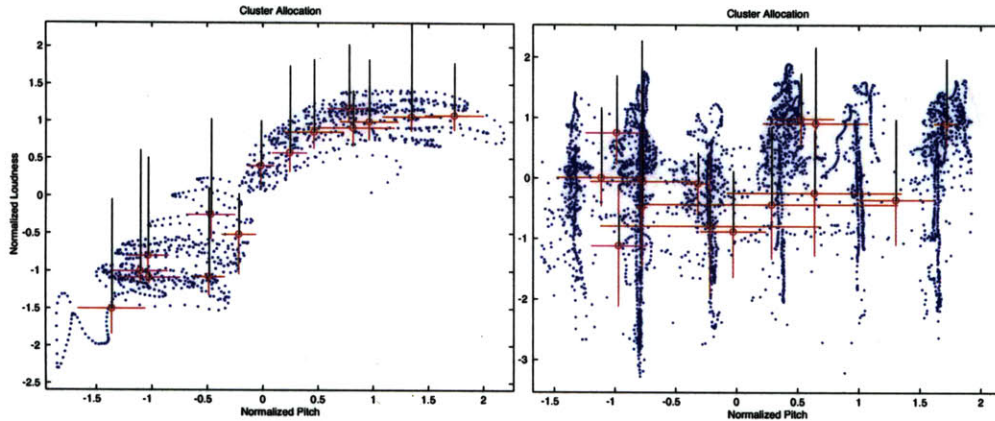 Cluster Allocation
2
1.5
1
0.5
0
-0.5
-1
-1.5
-2
-2.5
Normalized Loudness
-1.5 -1 -0.5 0 0.5 1 1.5 2
Normalized Pitch
Cluster Allocation
2
1
0
-1
-2
-3
-1.5 -1 -0.5 0 0.5 1 1.5 2
Normalized Pitch